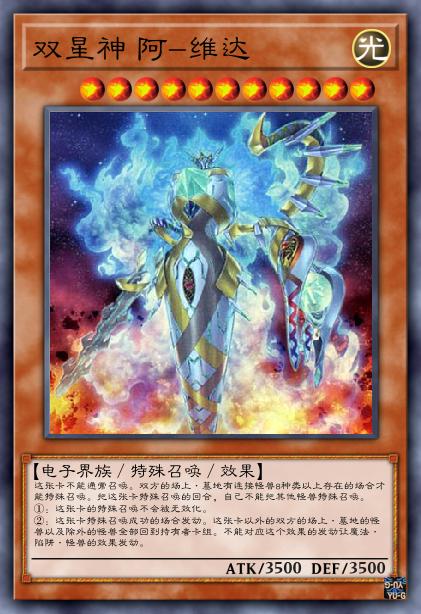 双星神 阿-维达
光
【电子界族/特殊召唤/效果】
这张卡不能通常召唤。双方的场上·墓地有连接怪兽8种类以上存在的场合才
能特殊召唤。把这张卡特殊召唤的回合，自己不能把其他怪兽特殊召唤。
①：这张卡的特殊召唤不会被无效化。
②：这张卡特殊召唤成功的场合发动。这张卡以外的双方的场上·墓地的怪
兽以及除外的怪兽全部回到持有者卡组。不能对应这个效果的发动让魔法·
陷阱·怪兽的效果发动。
ATK/3500 DEF/3500